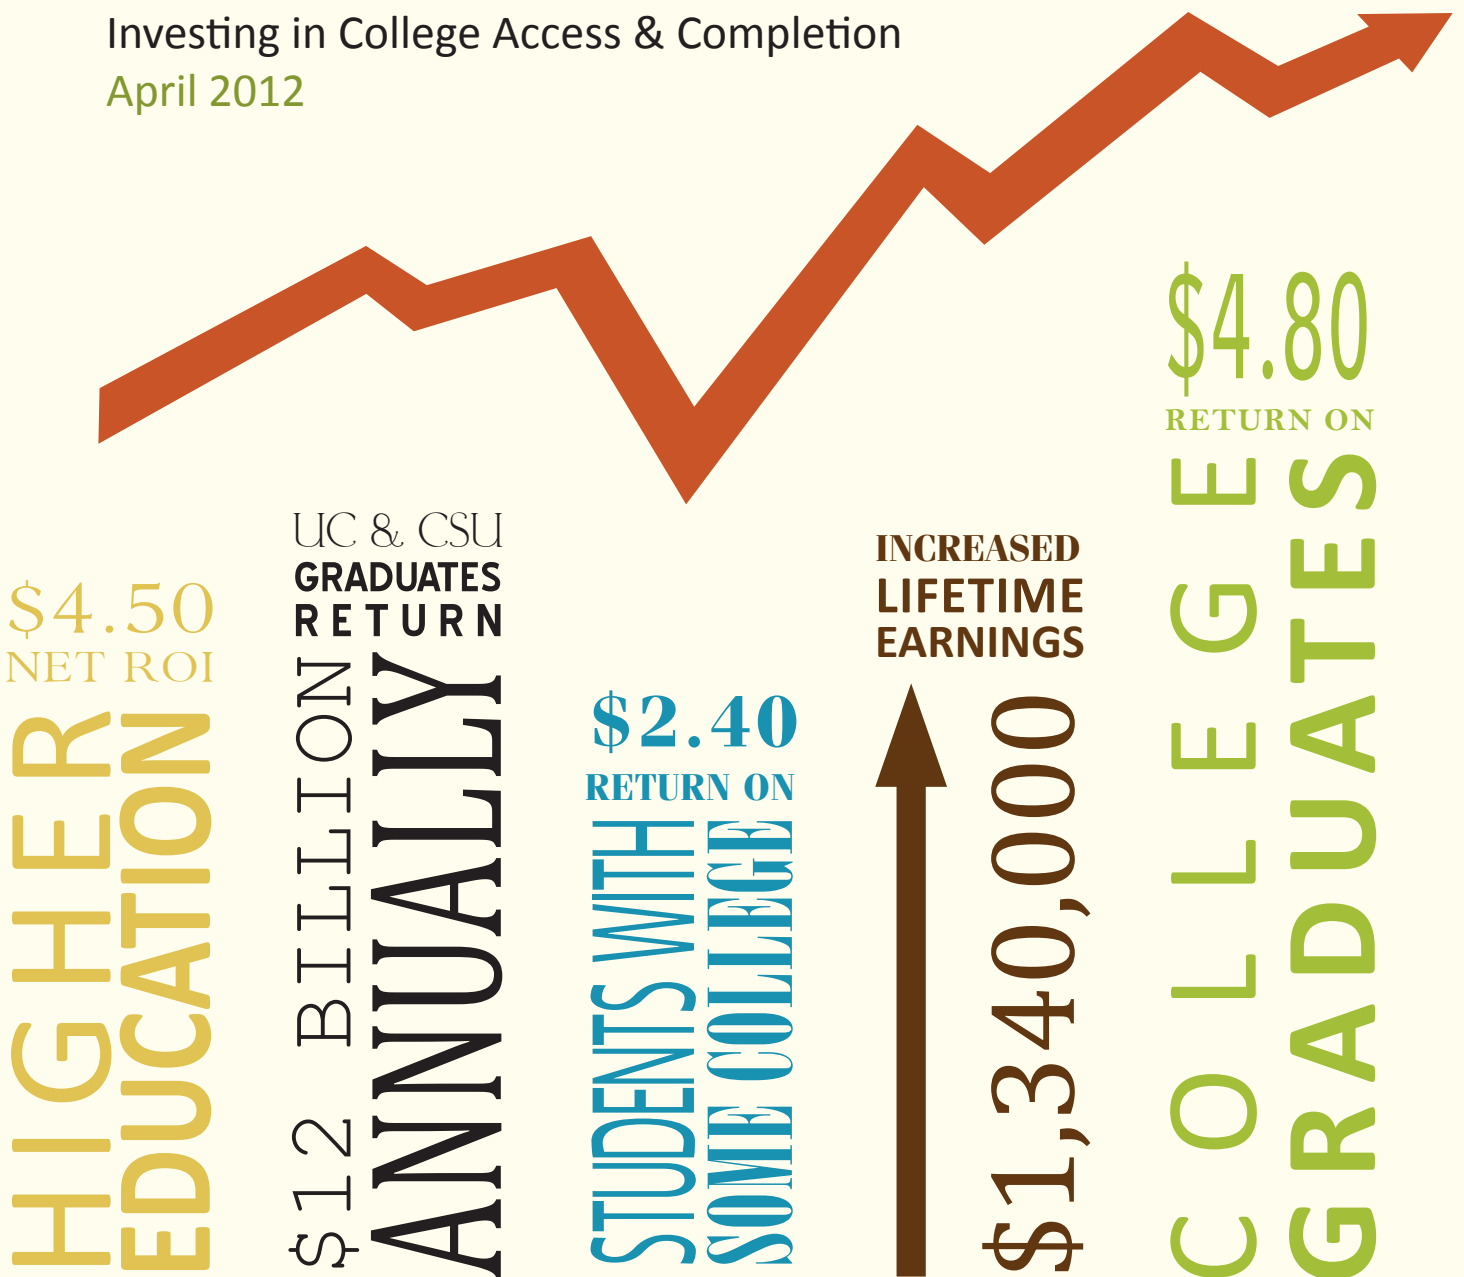 Investing in College Access & Completion
April 2012
$4.50
NET ROI
HIGHER
EDUCATION
UC & CSU
GRADUATES
RETURN
$12 BILLION
ANNUALLY
$2.40
RETURN ON
STUDENTS WITH
SOME COLLEGE
INCREASED
LIFETIME
EARNINGS
$1,340,000
$4.80
RETURN ON
COLLEGE
GRADUATES